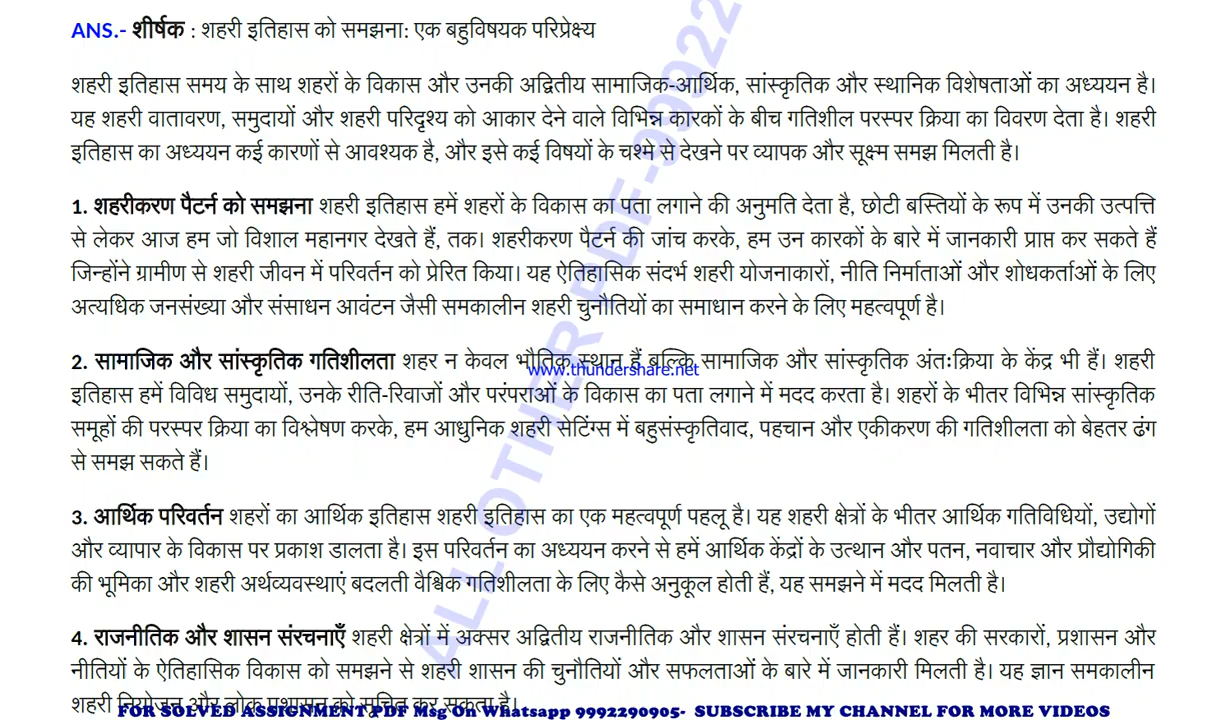 ANS.- शीर्षक : शहरी इतिहास को समझना: एक बहुविषयक परिप्रेक्ष्य
शहरी इतिहास समय के साथ शहरों के विकास और उनकी अद्वितीय सामाजिक-आर्थिक, सांस्कृतिक और स्थानिक विशेषताओं का अध्ययन है।
यह शहरी वातावरण, समुदायों और शहरी परिदृश्य को आकार देने वाले विभिन्न कारकों के बीच गतिशील परस्पर क्रिया का विवरण देता है। शहरी
इतिहास का अध्ययन कई कारणों से आवश्यक है, और इसे कई विषयों के चश्मे से देखने पर व्यापक और सूक्ष्म समझ मिलती है।
1. शहरीकरण पैटर्न को समझना शहरी इतिहास हमें शहरों के विकास का पता लगाने की अनुमति देता है, छोटी बस्तियों के रूप में उनकी उत्पत्ति
से लेकर आज हम जो विशाल महानगर देखते हैं, तक। शहरीकरण पैटर्न की जांच करके, हम उन कारकों के बारे में जानकारी प्राप्त कर सकते हैं
जिन्होंने ग्रामीण से शहरी जीवन में परिवर्तन को प्रेरित किया। यह ऐतिहासिक संदर्भ शहरी योजनाकारों, नीति निर्माताओं और शोधकर्ताओं के लिए
अत्यधिक जनसंख्या और संसाधन आवंटन जैसी समकालीन शहरी चुनौतियों का समाधान करने के लिए महत्वपूर्ण है।
2. सामाजिक और सांस्कृतिक गतिशीलता शहर न केवल भौतिक स्थान हैं बल्कि सामाजिक और सांस्कृतिक अंतःक्रिया के केंद्र भी हैं। शहरी
www.thundershare.net
इतिहास हमें विविध समुदायों, उनके रीति-रिवाजों और परंपराओं के विकास का पता लगाने में मदद करता है। शहरों के भीतर विभिन्न सांस्कृतिक
समूहों की परस्पर क्रिया का विश्लेषण करके, हम आधुनिक शहरी सेटिंग्स में बहुसंस्कृतिवाद, पहचान और एकीकरण की गतिशीलता को बेहतर ढंग
से समझ सकते हैं।
3. आर्थिक परिवर्तन शहरों का आर्थिक इतिहास शहरी इतिहास का एक महत्वपूर्ण पहलू है। यह शहरी क्षेत्रों के भीतर आर्थिक गतिविधियों, उद्योगों
और व्यापार के विकास पर प्रकाश डालता है। इस परिवर्तन का अध्ययन करने से हमें आर्थिक केंद्रों के उत्थान और पतन, नवाचार और प्रौद्योगिकी
की भूमिका और शहरी अर्थव्यवस्थाएं बदलती वैश्विक गतिशीलता के लिए कैसे अनुकूल होती हैं, यह समझने में मदद मिलती है।
4. राजनीतिक और शासन संरचनाएँ शहरी क्षेत्रों में अक्सर अद्वितीय राजनीतिक और शासन संरचनाएँ होती हैं। शहर की सरकारों, प्रशासन और
नीतियों के ऐतिहासिक विकास को समझने से शहरी शासन की चुनौतियों और सफलताओं के बारे में जानकारी मिलती है। यह ज्ञान समकालीन
शहरी नियोजन और लोक प्रशासन को सूचित कर सकता है।
FOR SOLVED ASSIGNMENT PDF Msg On Whatsapp 9992290905- SUBSCRIBE MY CHANNEL FOR MORE VIDEOS
ALL OTHER PDF-99922